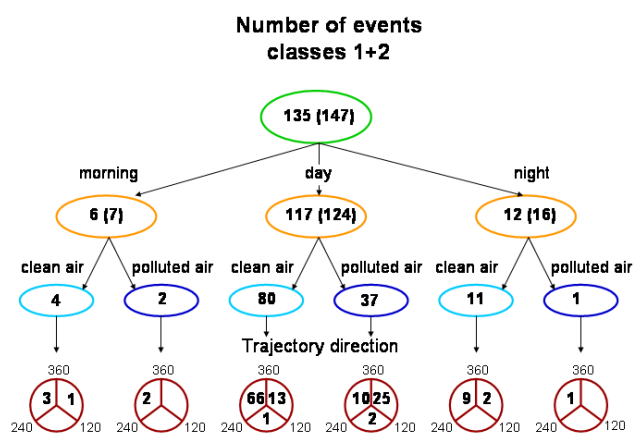 Number of events
classes 1+2
135 (147)
morning day night
6 (7) 117 (124) 12 (16)
clean air polluted air clean air polluted air clean air polluted air
4 2 80 37 11 1
Trajectory direction
360 360 360 360 360 360
3 1 2 66 13 10 25 9 2 1
1 2
240 120 240 120 240 120 240 120 240 120 240 120